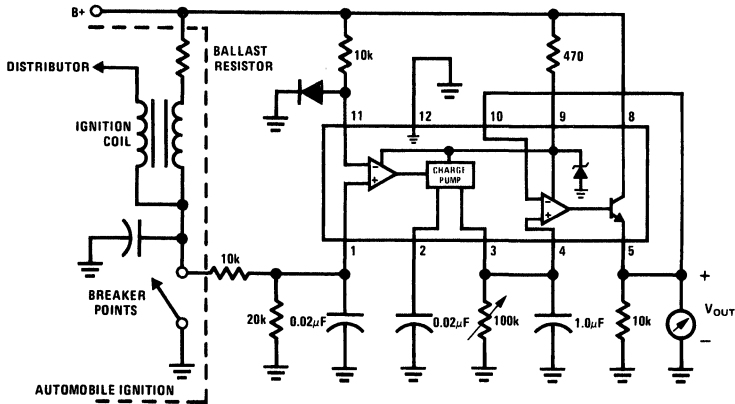 B+
BALLAST
RESISTOR
DISTRIBUTOR
IGNITION
COIL
10k
470
11
12
10
9
8
CHARGE
PUMP
1
2
3
4
5
10k
BREAKER
POINTS
20k
0.02μF
0.02μF
100k
1.0μF
10k
+
VOUT
−
AUTOMOBILE IGNITION
−
+
−
+